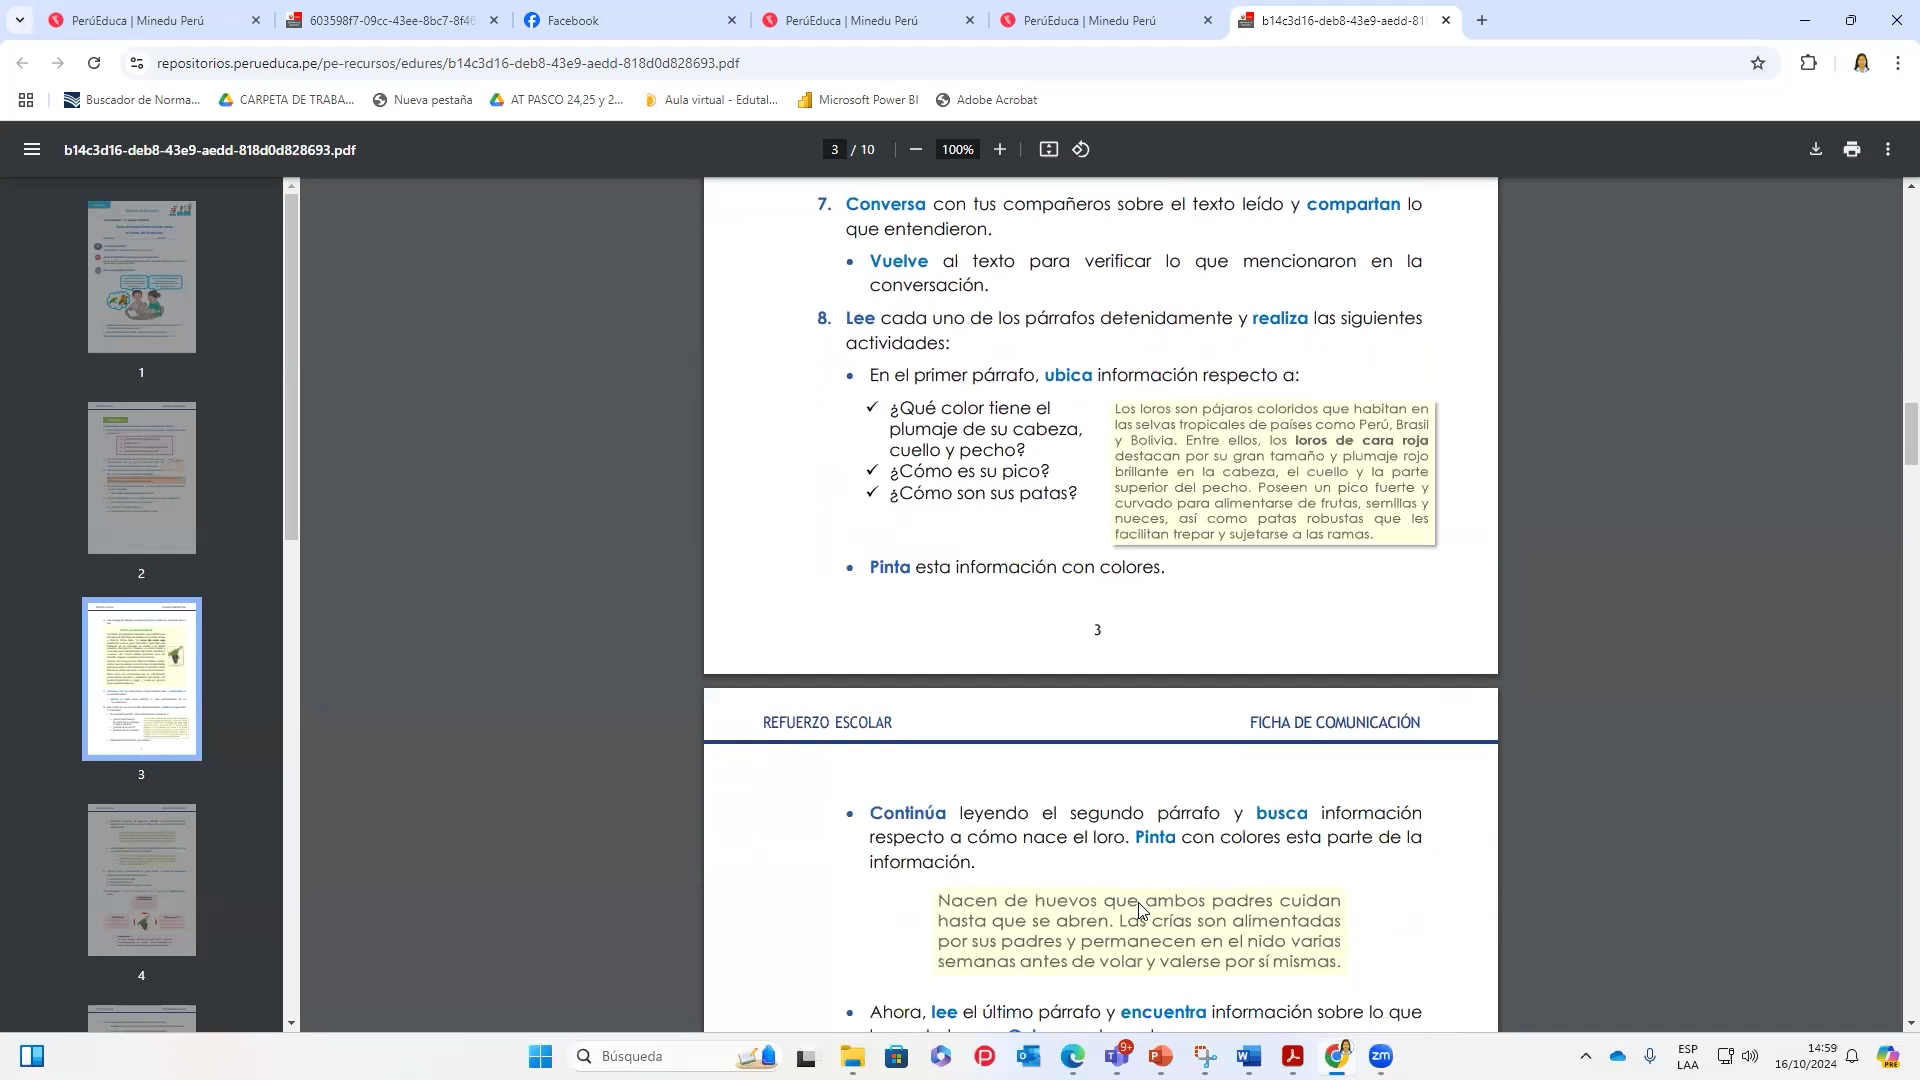 PerúEduca | Minedu Perú
603598f7-09cc-43ee-8bc7-8f46
Facebook
PerúEduca | Minedu Perú
PerúEduca | Minedu Perú
b14c3d16-deb8-43e9-aedd-818
repositorios.perueduca.pe/pe-recursos/edures/b14c3d16-deb8-43e9-aedd-818d0d828693.pdf
Buscador de Norma...
CARPETA DE TRABA...
Nueva pestaña
AT PASCO 24,25 y 2...
Aula virtual - Edutal...
Microsoft Power BI
Adobe Acrobat
b14c3d16-deb8-43e9-aedd-818d0d828693.pdf
3 / 10
100%
1
2
3
4
7. Conversa con tus compañeros sobre el texto leído y compartan lo
que entendieron.
• Vuelve al texto para verificar lo que mencionaron en la
conversación.
8. Lee cada uno de los párrafos detenidamente y realiza las siguientes
actividades:
• En el primer párrafo, ubica información respecto a:
✓ ¿Qué color tiene el
plumaje de su cabeza,
cuello y pecho?
✓ ¿Cómo es su pico?
✓ ¿Cómo son sus patas?
Los loros son pájaros coloridos que habitan en
las selvas tropicales de países como Perú, Brasil
y Bolivia. Entre ellos, los loros de cara roja
destacan por su gran tamaño y plumaje rojo
brillante en la cabeza, el cuello y la parte
superior del pecho. Poseen un pico fuerte y
curvado para alimentarse de frutas, semillas y
nueces, así como patas robustas que les
facilitan trepar y sujetarse a las ramas.
• Pinta esta información con colores.
3
REFUERZO ESCOLAR
FICHA DE COMUNICACIÓN
• Continúa leyendo el segundo párrafo y busca información
respecto a cómo nace el loro. Pinta con colores esta parte de la
información.
Nacen de huevos que ambos padres cuidan
hasta que se abren. Las crías son alimentadas
por sus padres y permanecen en el nido varias
semanas antes de volar y valerse por sí mismas.
• Ahora, lee el último párrafo y encuentra información sobre lo que
Búsqueda
9+
zm
ESP
LAA
14:59
16/10/2024
PRE